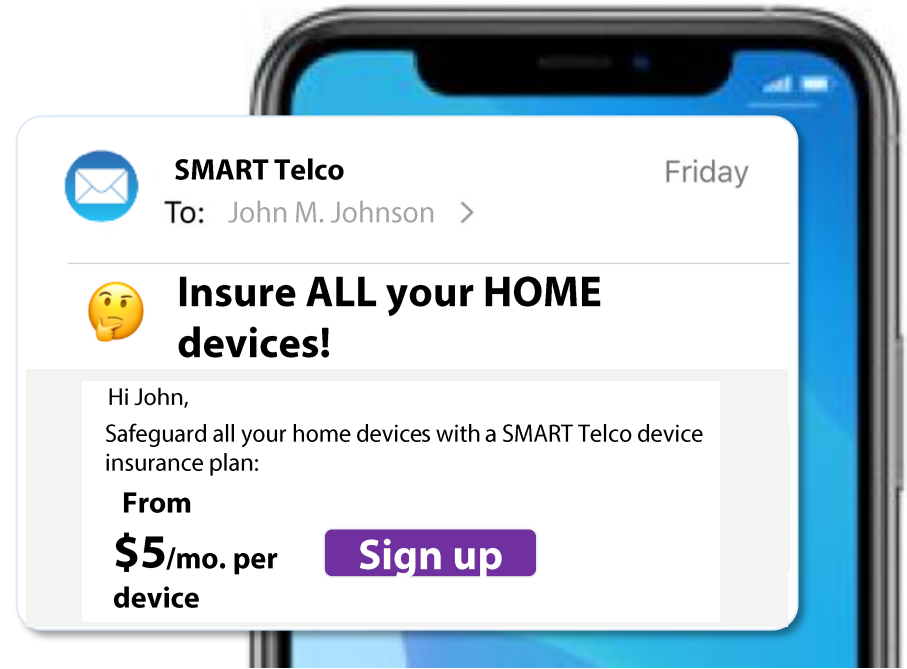 SMART Telco
Friday
To: John M. Johnson >
Insure ALL your HOME
devices!
Hi John,
Safeguard all your home devices with a SMART Telco device
insurance plan:
From
$5/mo. per
device
Sign up